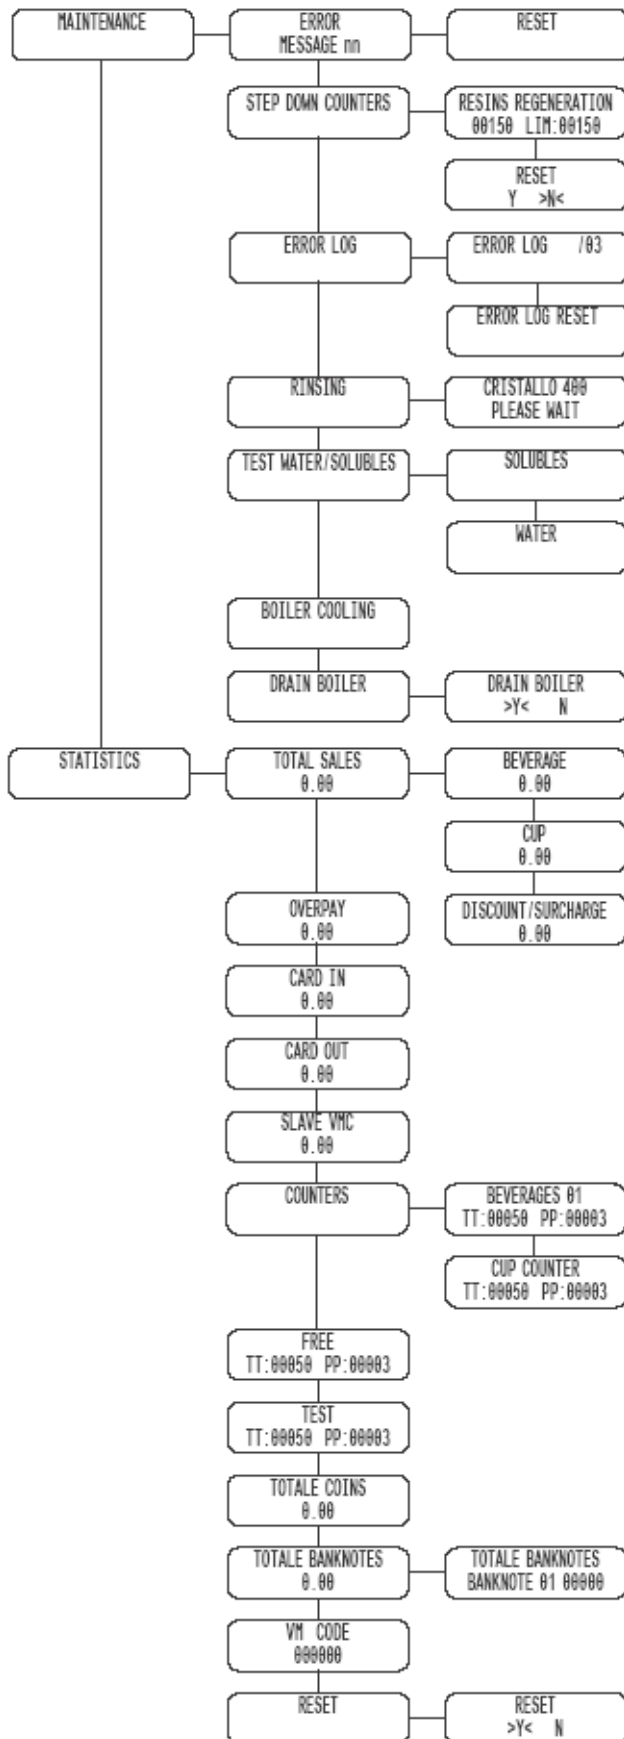 MAINTENANCE
ERROR
MESSAGE nn
RESET
STEP DOWN COUNTERS
RESINS REGENERATION
00150 LIM:00150
RESET
Y >N<
ERROR LOG
ERROR LOG /03
ERROR LOG RESET
RINSING
CRISTALLO 400
PLEASE WAIT
TEST WATER/SOLUBLES
SOLUBLES
WATER
BOILER COOLING
DRAIN BOILER
DRAIN BOILER
>Y< N
STATISTICS
TOTAL SALES
0.00
BEVERAGE
0.00
CUP
0.00
OVERPAY
0.00
DISCOUNT/SURCHARGE
0.00
CARD IN
0.00
CARD OUT
0.00
SLAVE VMC
0.00
COUNTERS
BEVERAGES 01
TT:00050 PP:00003
CUP COUNTER
TT:00050 PP:00003
FREE
TT:00050 PP:00003
TEST
TT:00050 PP:00003
TOTALE COINS
0.00
TOTALE BANKNOTES
0.00
TOTALE BANKNOTES
BANKNOTE 01 00000
VM CODE
000000
RESET
RESET
>Y< N